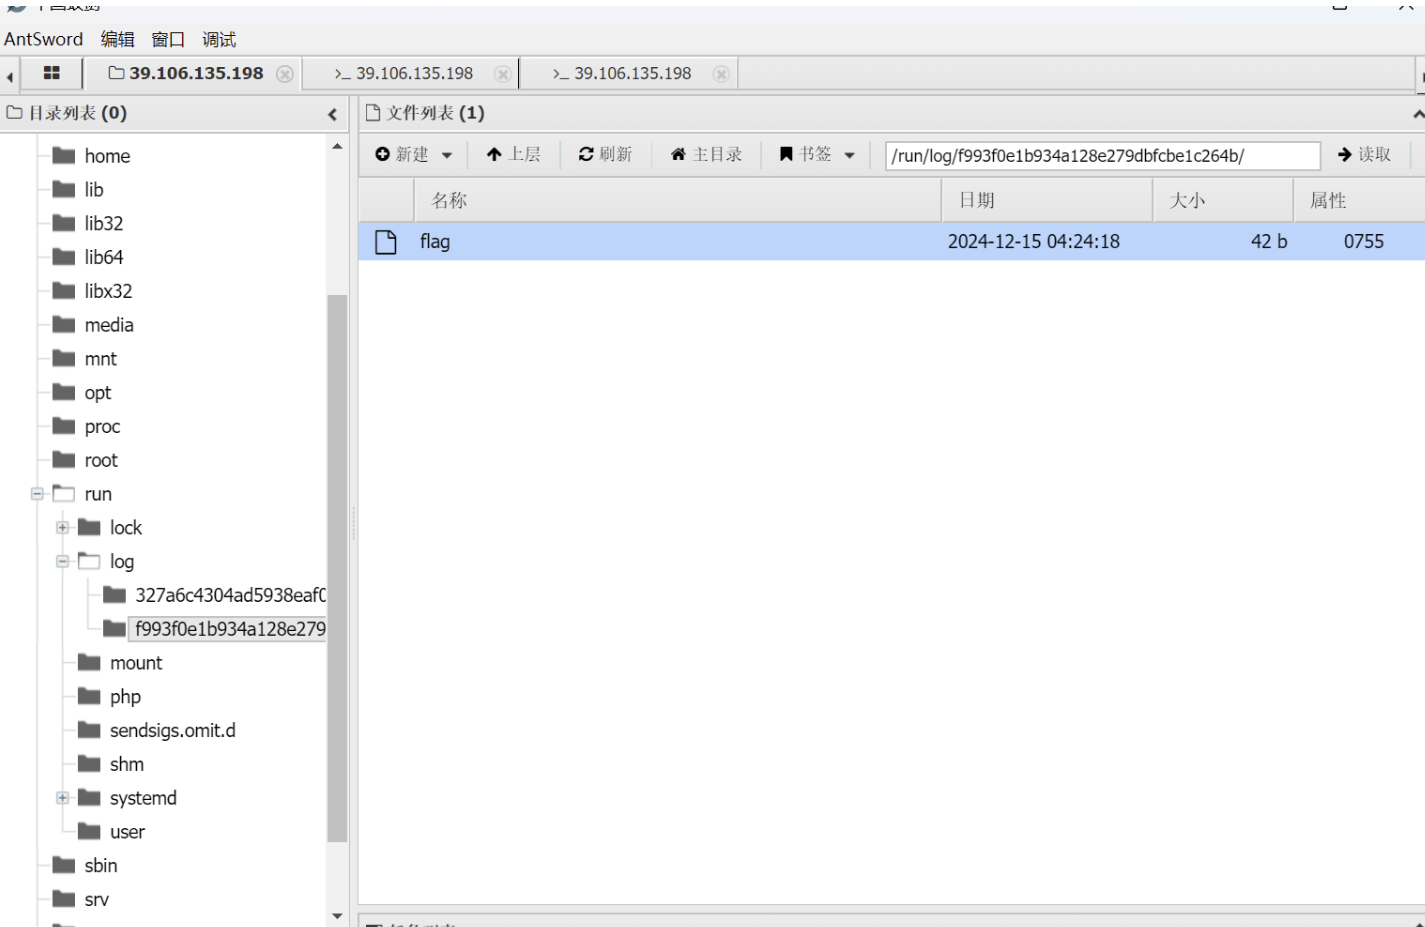 AntSword 编辑 窗口 调试
39.106.135.198 >_ 39.106.135.198 >_ 39.106.135.198
目录列表 (0)
home
lib
lib32
lib64
libx32
media
mnt
opt
proc
root
run
lock
log
327a6c4304ad5938eaf0
f993f0e1b934a128e279
mount
php
sendsigs.omit.d
shm
systemd
user
sbin
srv
文件列表 (1)
新建 上层 刷新 主目录 书签 /run/log/f993f0e1b934a128e279dbfcbe1c264b/ 读取
名称 日期 大小 属性
flag 2024-12-15 04:24:18 42 b 0755